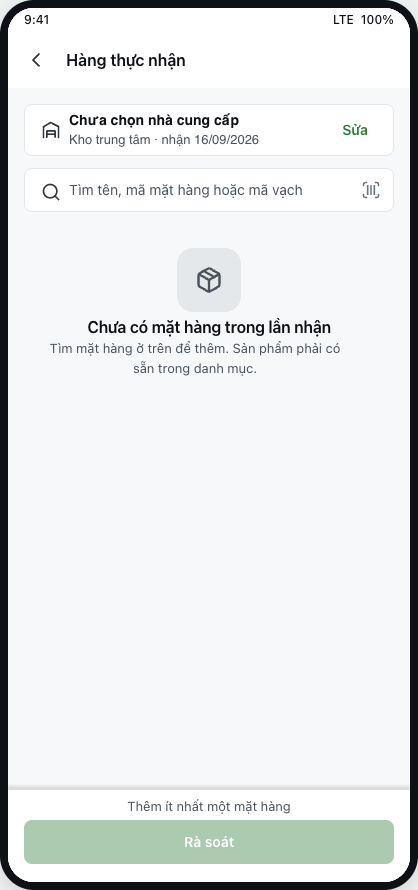 9:41 LTE 100%
Hàng thực nhận
Chưa chọn nhà cung cấp
Kho trung tâm · nhận 16/09/2026
Sửa
Tìm tên, mã mặt hàng hoặc mã vạch
Chưa có mặt hàng trong lần nhận
Tìm mặt hàng ở trên để thêm. Sản phẩm phải có
sẵn trong danh mục.
Thêm ít nhất một mặt hàng
Rà soát